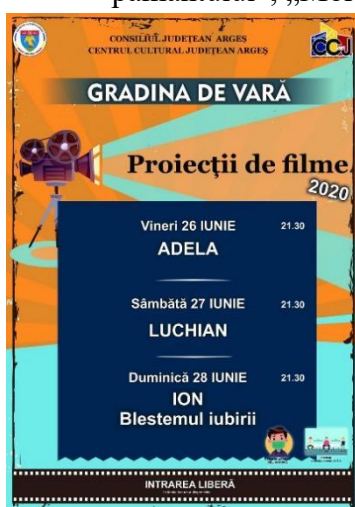 CONSILIUL JUDEȚEAN ARGEȘ
CENTRUL CULTURAL JUDEȚEAN ARGEȘ
CCJ
GRADINA DE VARĂ
Proiecții de filme
2020
Vineri 26 IUNIE 21.30
ADELA
Sâmbătă 27 IUNIE 21.30
LUCHIAN
Duminică 28 IUNIE 21.30
ION
Blestemul iubirii
INTRAREA LIBERĂ